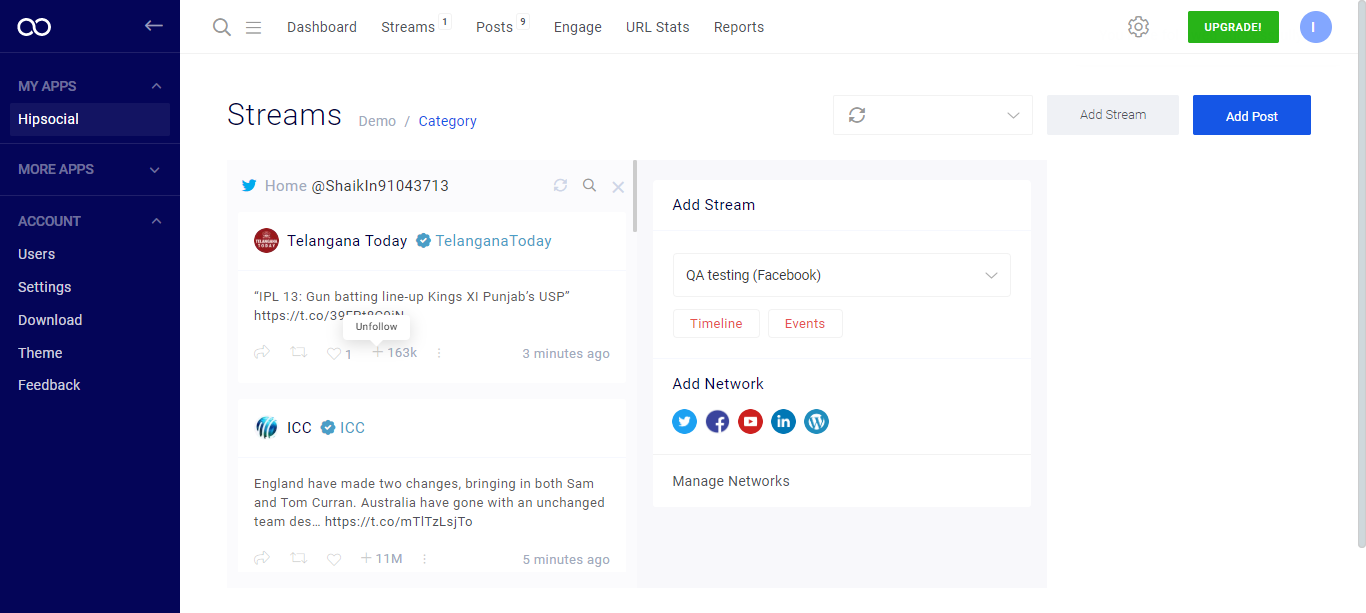 Dashboard
Streams 1
Posts 9
Engage
URL Stats
Reports
UPGRADE!
I
MY APPS
Hipsocial
MORE APPS
ACCOUNT
Users
Settings
Download
Theme
Feedback
Streams
Demo / Category
Add Stream
Add Post
Home @ShaikIn91043713
Telangana Today TelanganaToday
“IPL 13: Gun batting line-up Kings XI Punjab’s USP”
Unfollow
1
163k
3 minutes ago
ICC ICC
England have made two changes, bringing in both Sam
and Tom Curran. Australia have gone with an unchanged
team des… https://t.co/mTlTzLsjTo
11M
5 minutes ago
Add Stream
QA testing (Facebook)
Timeline
Events
Add Network
Manage Networks